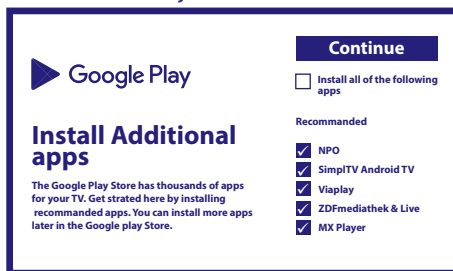 Google Play
Install Additional
apps
The Google Play Store has thousands of apps
for your TV. Get strated here by installing
recommanded apps. You can install more apps
later in the Google play Store.
Continue
Install all of the following
apps
Recommanded
NPO
SimplTV Android TV
Viaplay
ZDFmediathek & Live
MX Player